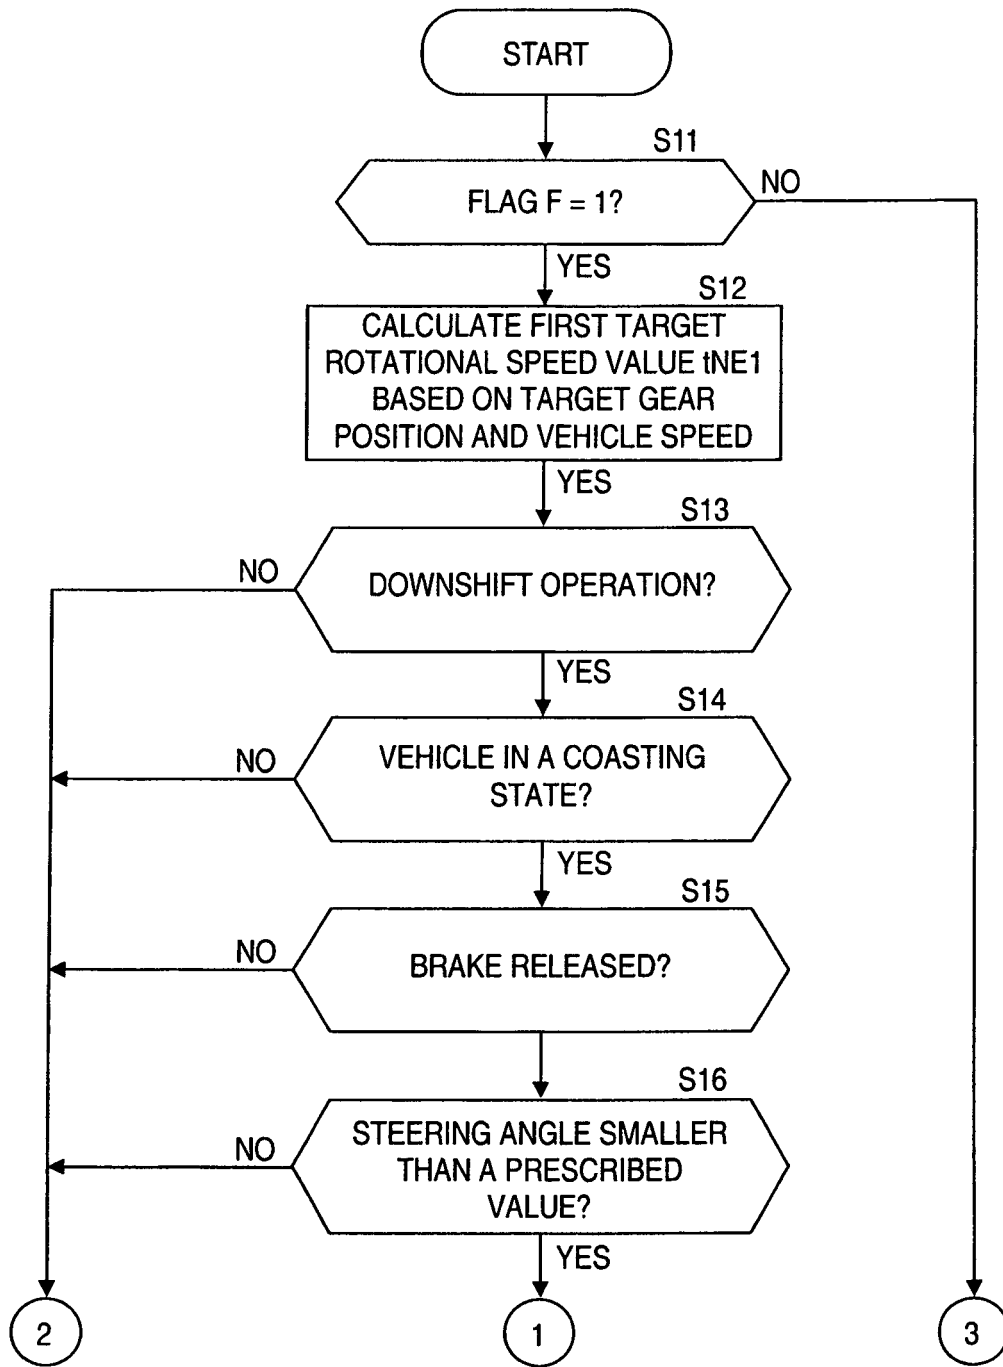 START
S11
FLAG F = 1?
NO
YES
S12
CALCULATE FIRST TARGET
ROTATIONAL SPEED VALUE tNE1
BASED ON TARGET GEAR
POSITION AND VEHICLE SPEED
YES
S13
NO
DOWNSHIFT OPERATION?
YES
S14
NO
VEHICLE IN A COASTING
STATE?
YES
S15
NO
BRAKE RELEASED?
S16
NO
STEERING ANGLE SMALLER
THAN A PRESCRIBED
VALUE?
YES
2
1
3